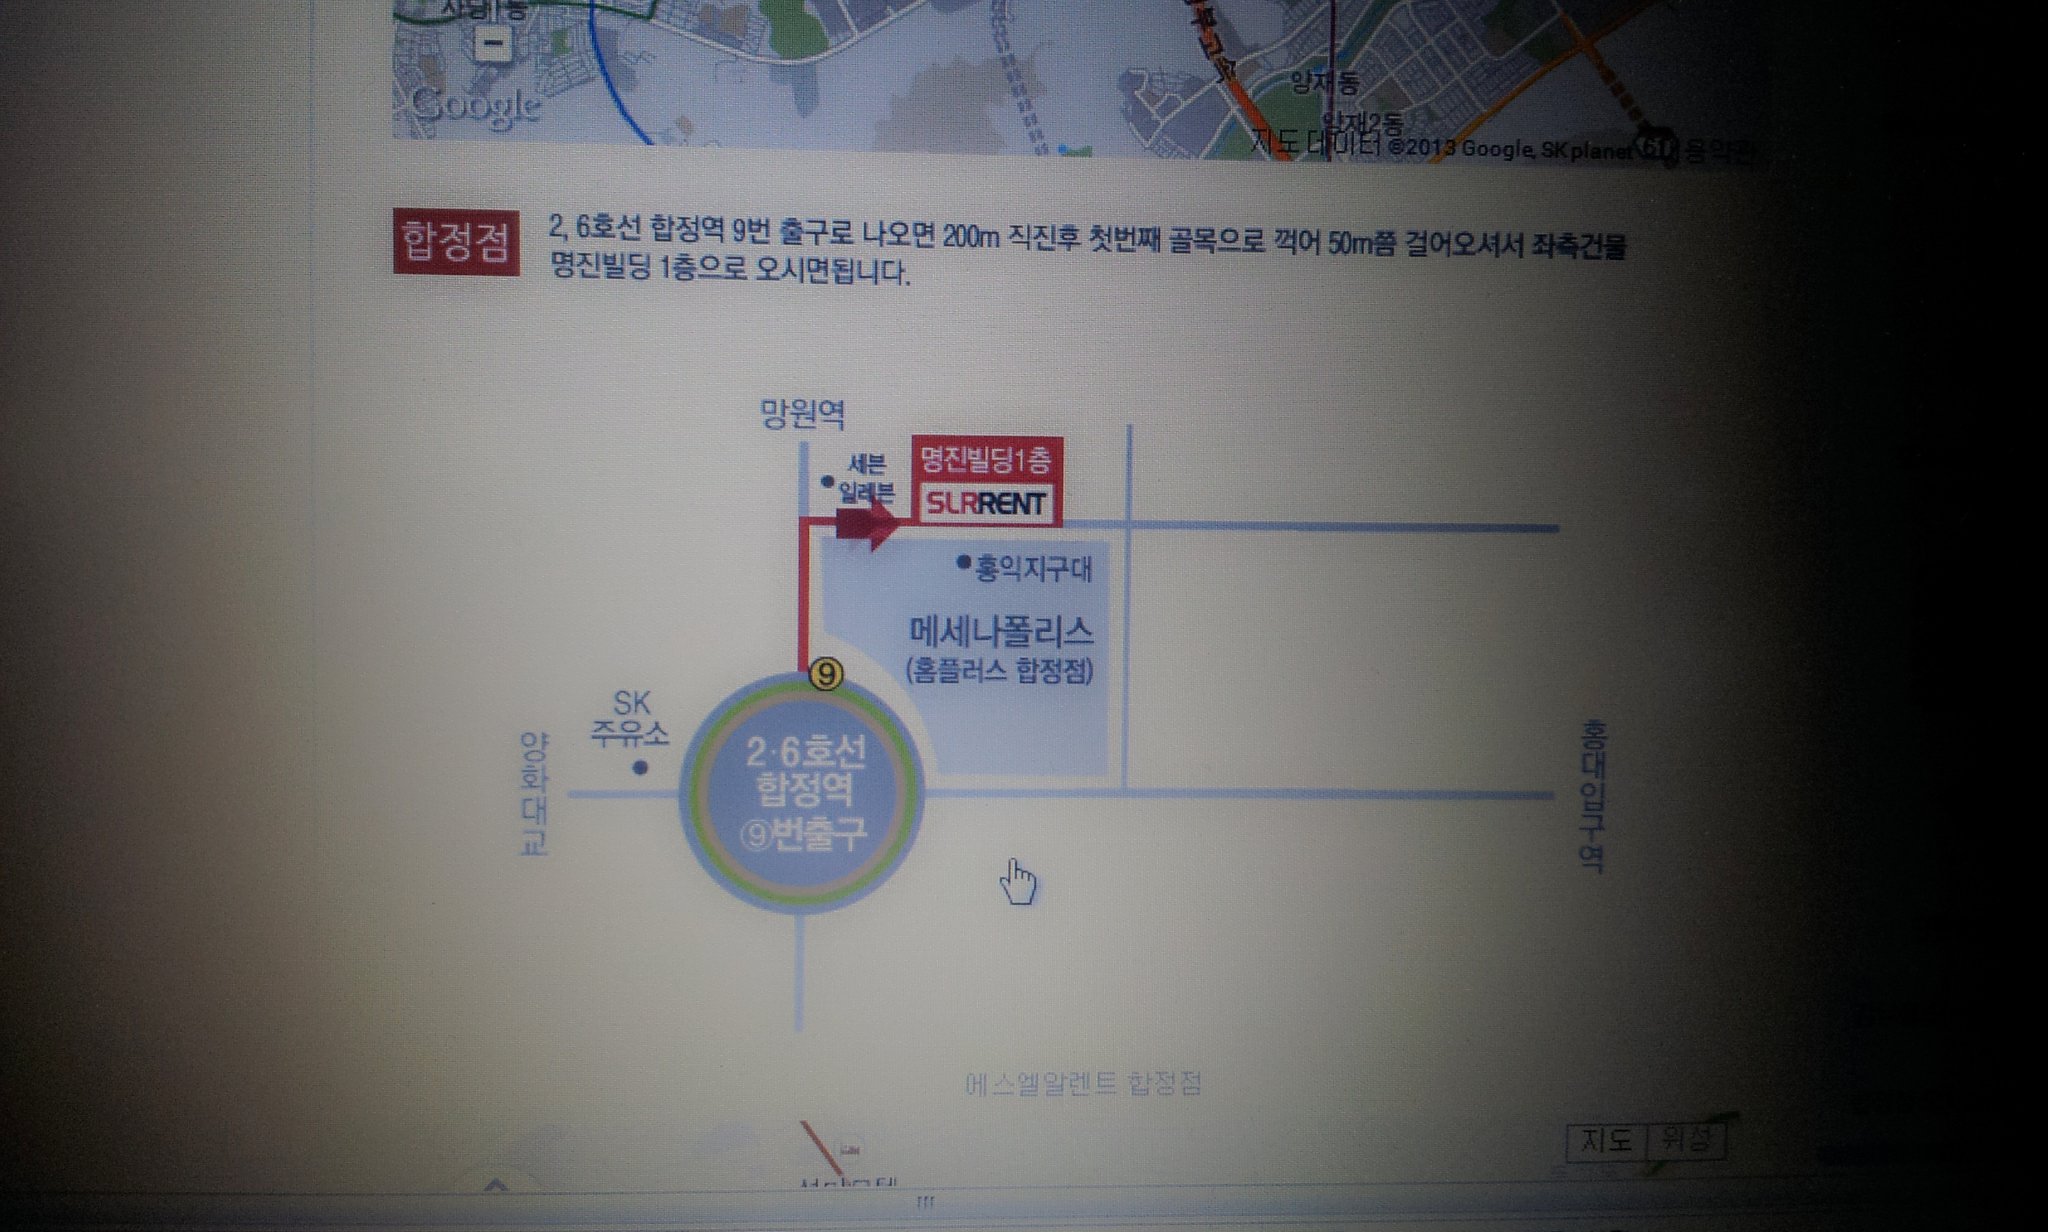 Google
양재동
양재2동
지도 데이터 ©2013 Google, SK planet
합정점
2, 6호선 합정역 9번 출구로 나오면 200m 직진후 첫번째 골목으로 꺽어 50m쯤 걸어오셔서 좌측건물
명진빌딩 1층으로 오시면됩니다.
망원역
세븐
일레븐
명진빌딩1층
SLRRENT
홍익지구대
메세나폴리스
(홈플러스 합정점)
9
SK
주유소
양화대교
2·6호선
합정역
⑨번출구
홍대입구역
에스엘알렌트 합정점
지도
위성